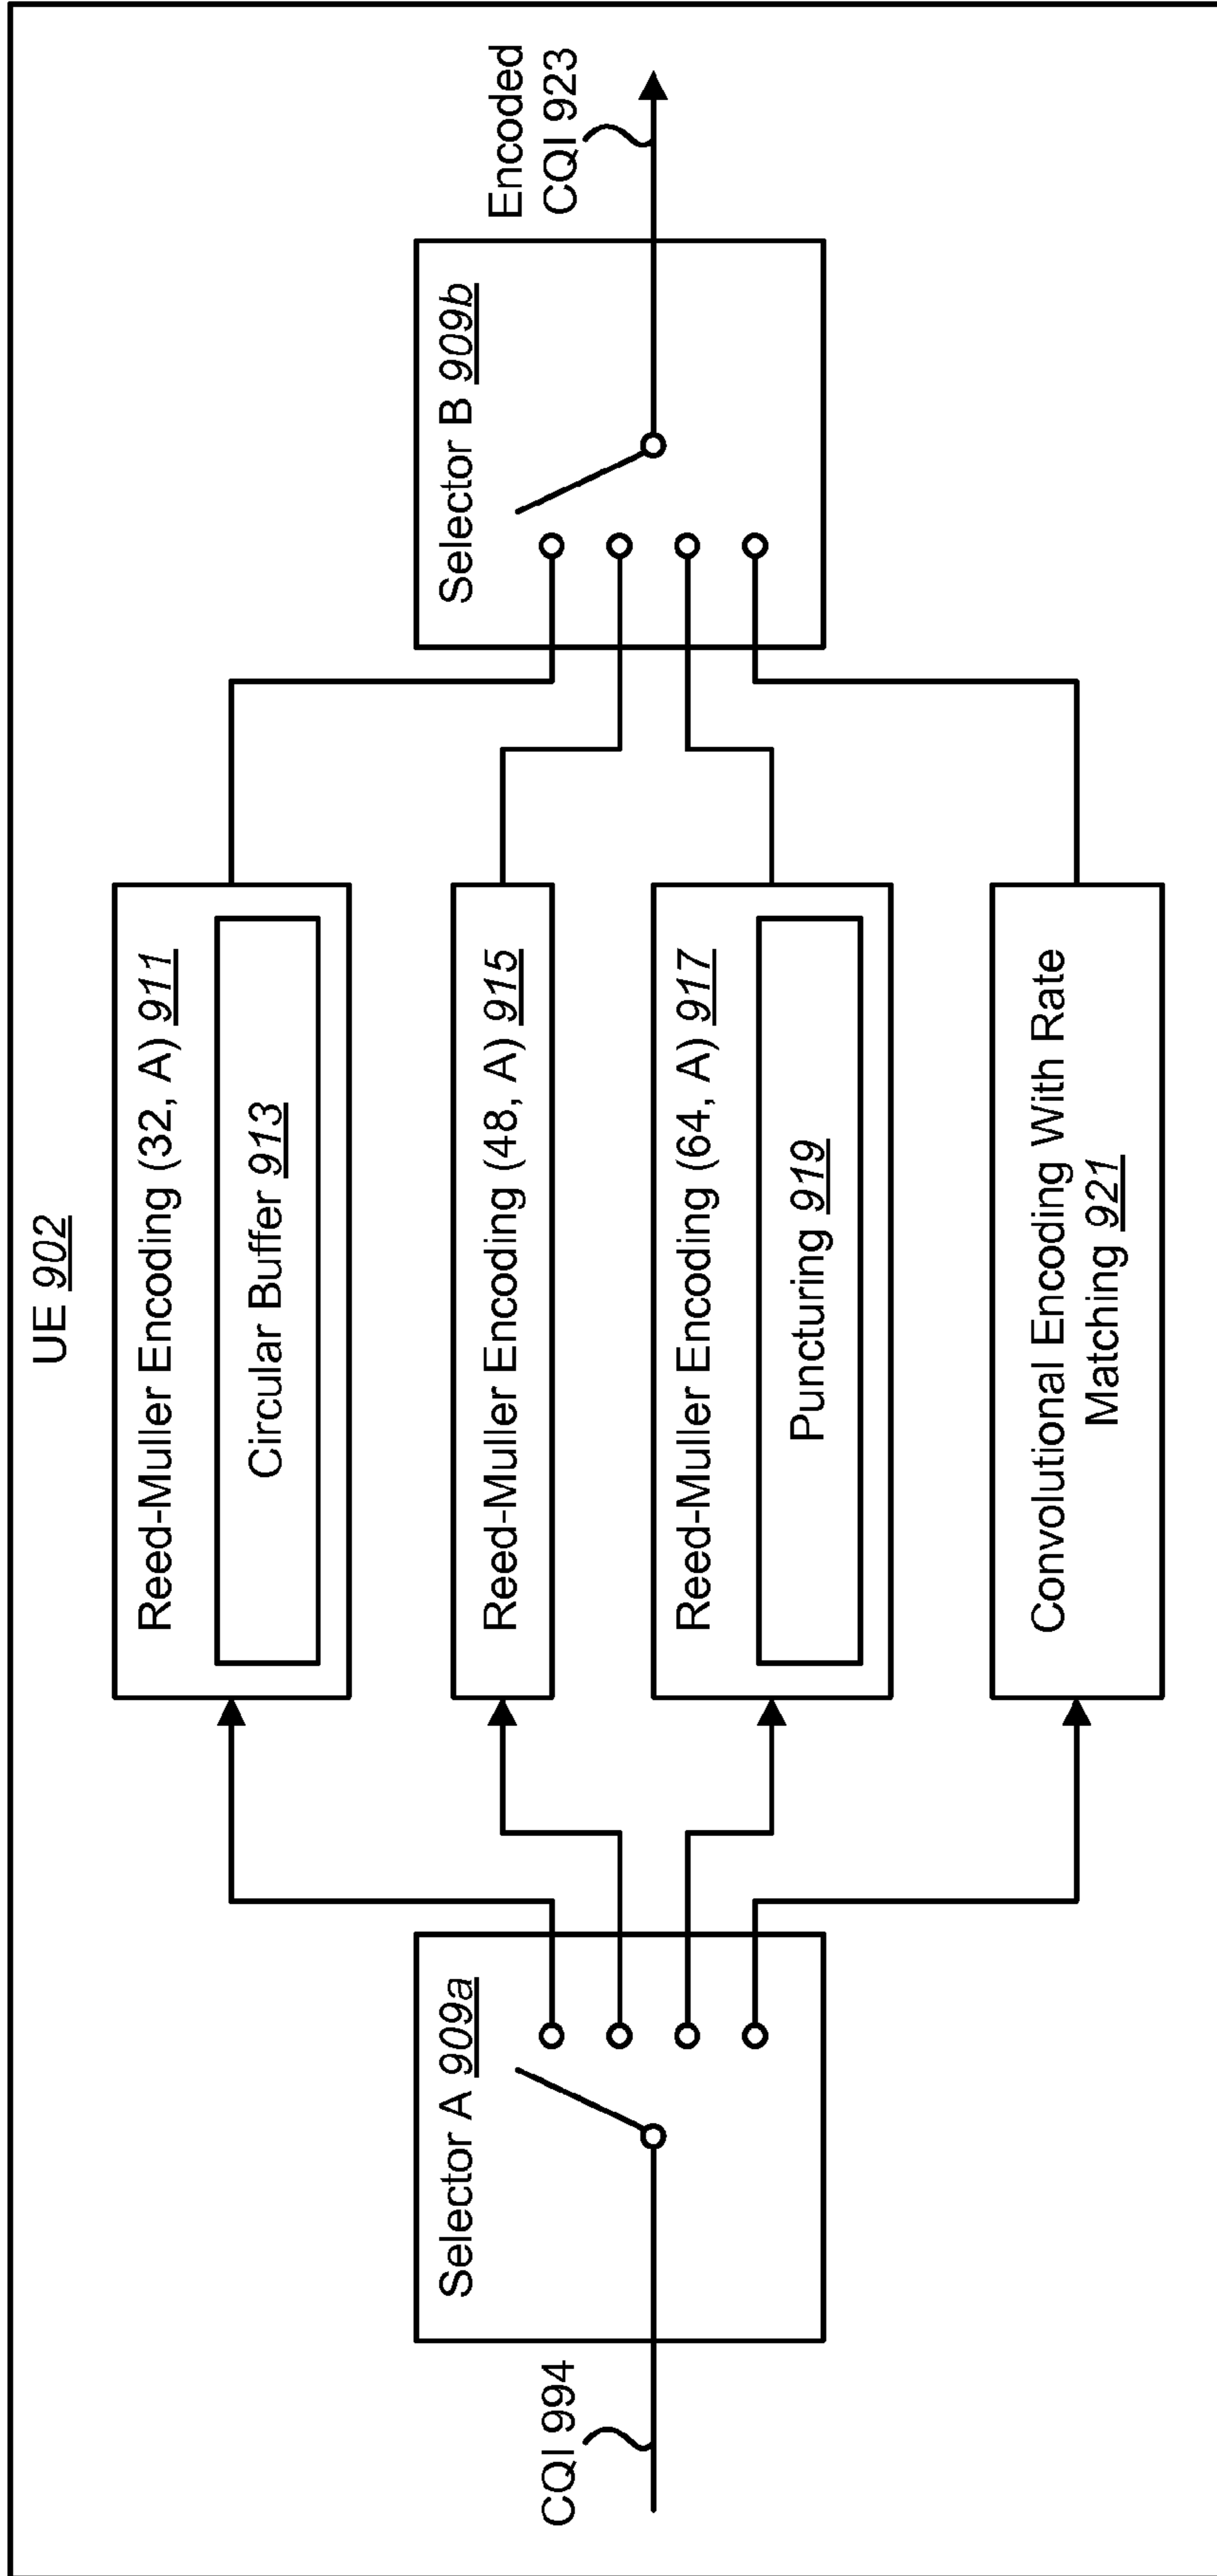 UE 902
CQI 994
Selector A 909a
Reed-Muller Encoding (32, A) 911
Circular Buffer 913
Reed-Muller Encoding (48, A) 915
Reed-Muller Encoding (64, A) 917
Puncturing 919
Convolutional Encoding With Rate
Matching 921
Selector B 909b
Encoded
CQI 923